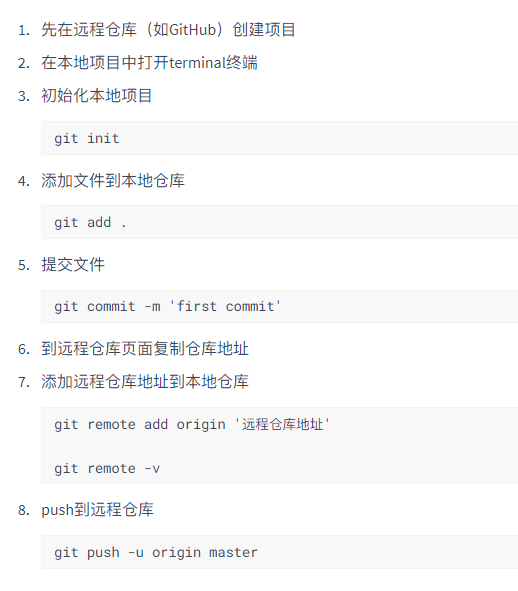 1. 先在远程仓库（如GitHub）创建项目
2. 在本地项目中打开terminal终端
3. 初始化本地项目
git init
4. 添加文件到本地仓库
git add .
5. 提交文件
git commit -m 'first commit'
6. 到远程仓库页面复制仓库地址
7. 添加远程仓库地址到本地仓库
git remote add origin '远程仓库地址'
git remote -v
8. push到远程仓库
git push -u origin master